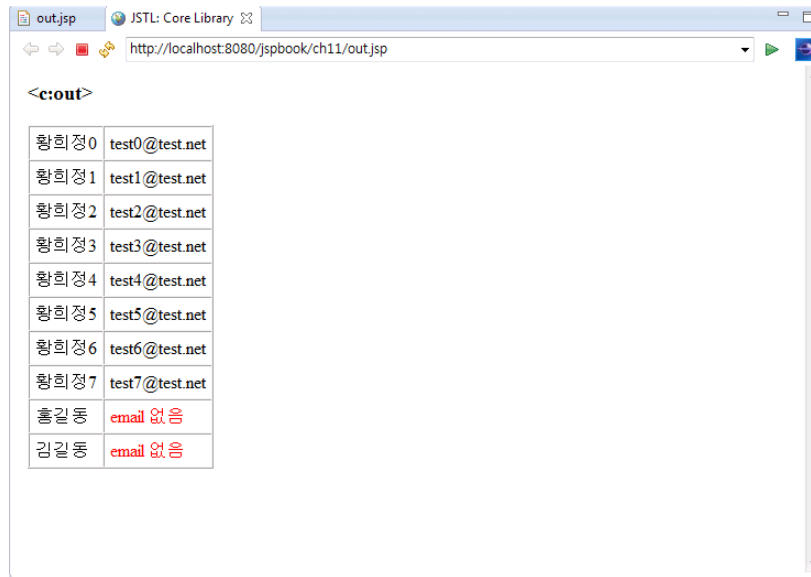 out.jsp JSTL: Core Library
http://localhost:8080/jspbook/ch11/out.jsp
<c:out>
황희정0 test0@test.net
황희정1 test1@test.net
황희정2 test2@test.net
황희정3 test3@test.net
황희정4 test4@test.net
황희정5 test5@test.net
황희정6 test6@test.net
황희정7 test7@test.net
홍길동 email 없음
김길동 email 없음